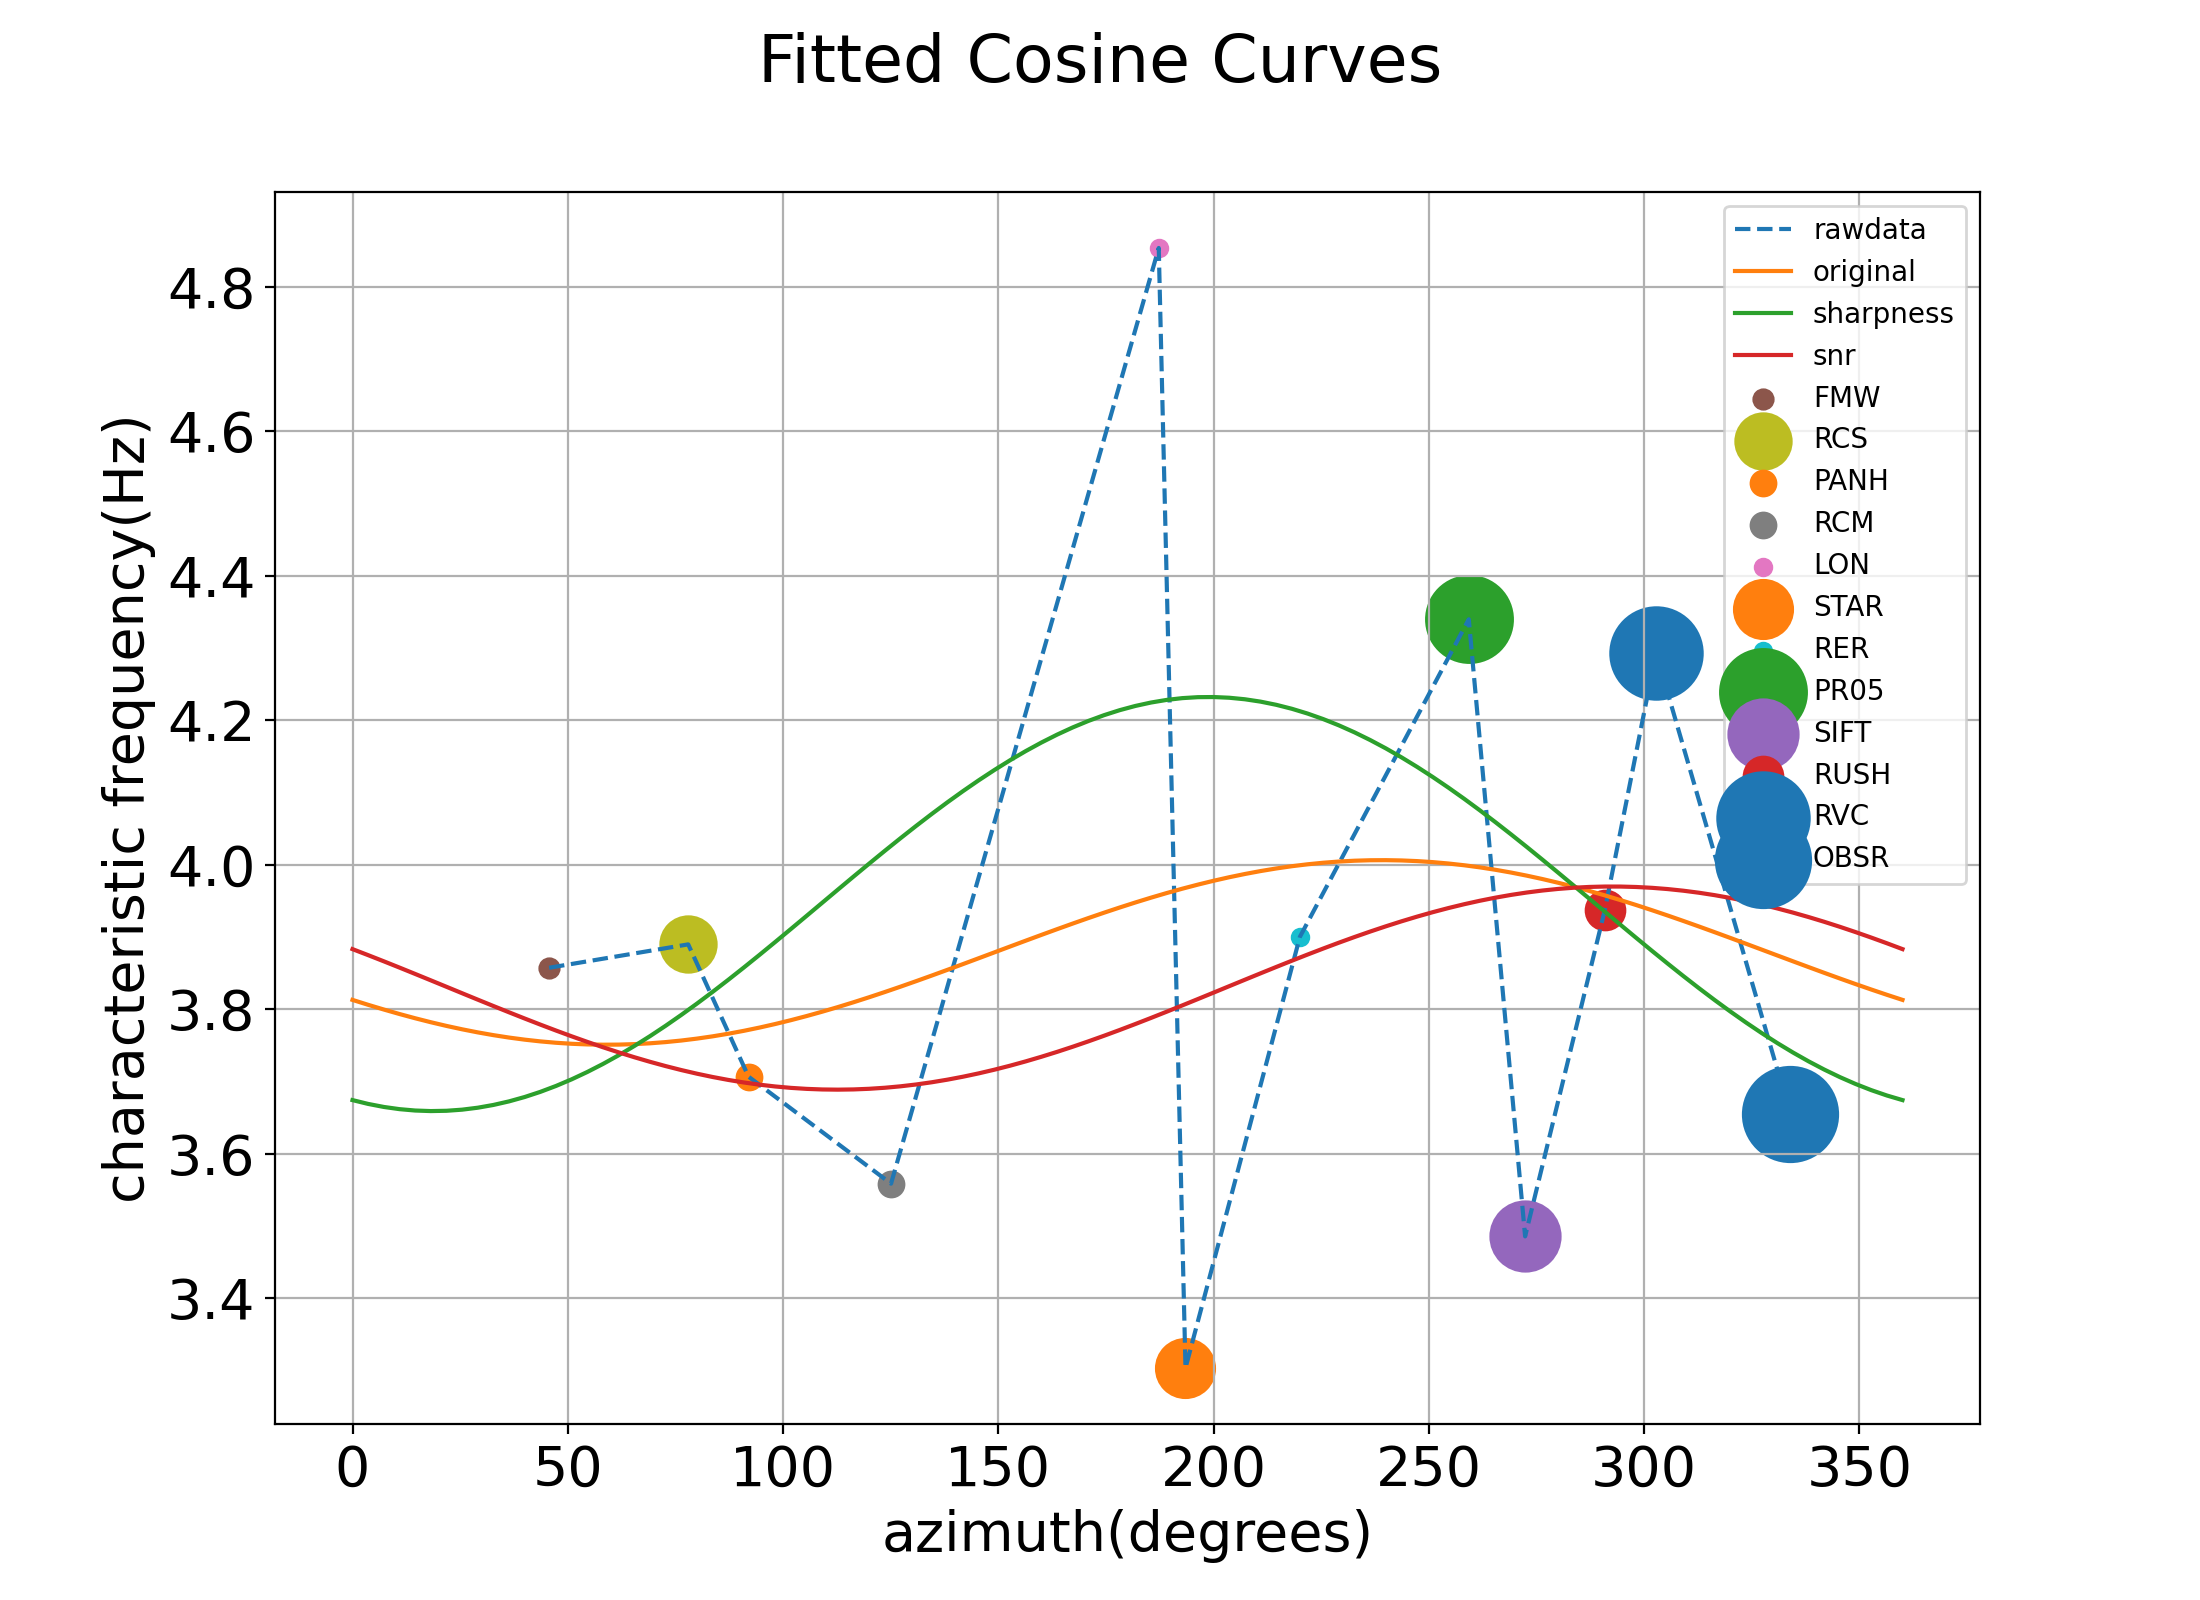 Fitted Cosine Curves
characteristic frequency(Hz)
4.8
4.6
4.4
4.2
4.0
3.8
3.6
3.4
rawdata
original
sharpness
snr
FMW
RCS
PANH
RCM
LON
STAR
RER
PR05
SIFT
RUSH
RVC
OBSR
0 50 100 150 200 250 300 350
azimuth(degrees)